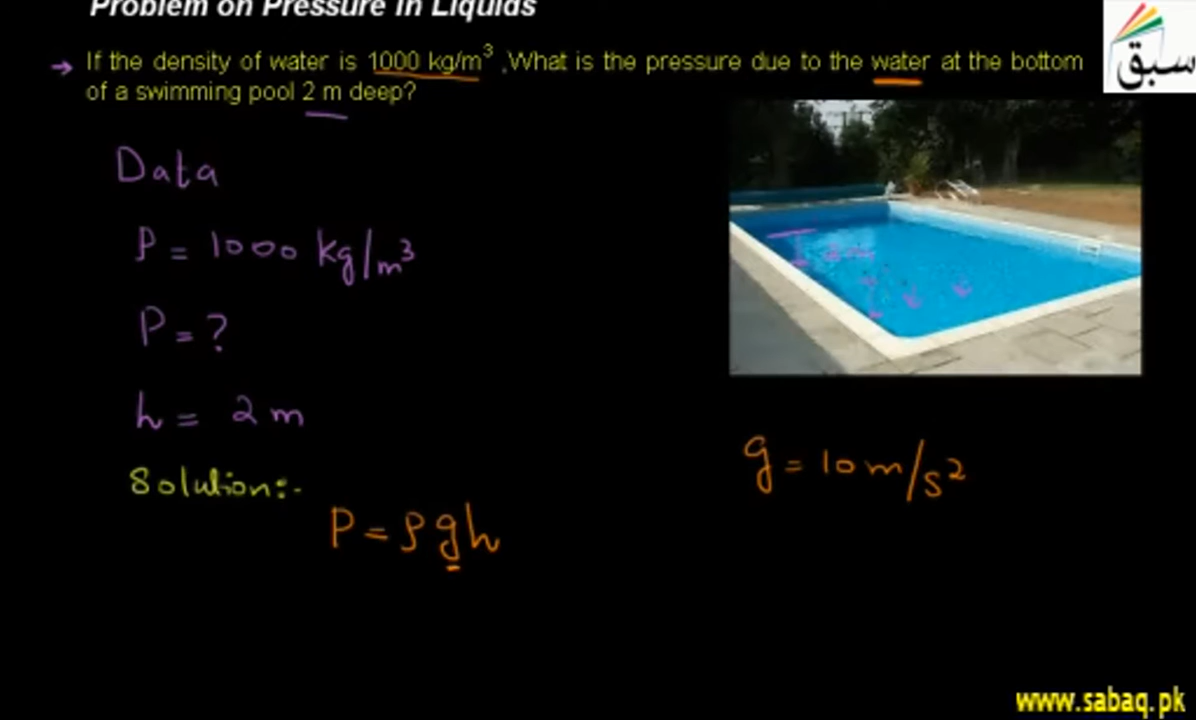 Problem on Pressure in Liquids
→ If the density of water is 1000 kg/m³ ,What is the pressure due to the water at the bottom
of a swimming pool 2 m deep?
سبق
Data
ρ = 1000 kg/m³
2m
P = ?
h = 2 m
g = 10 m/s²
Solution:-
P = ρgh
www.sabaq.pk